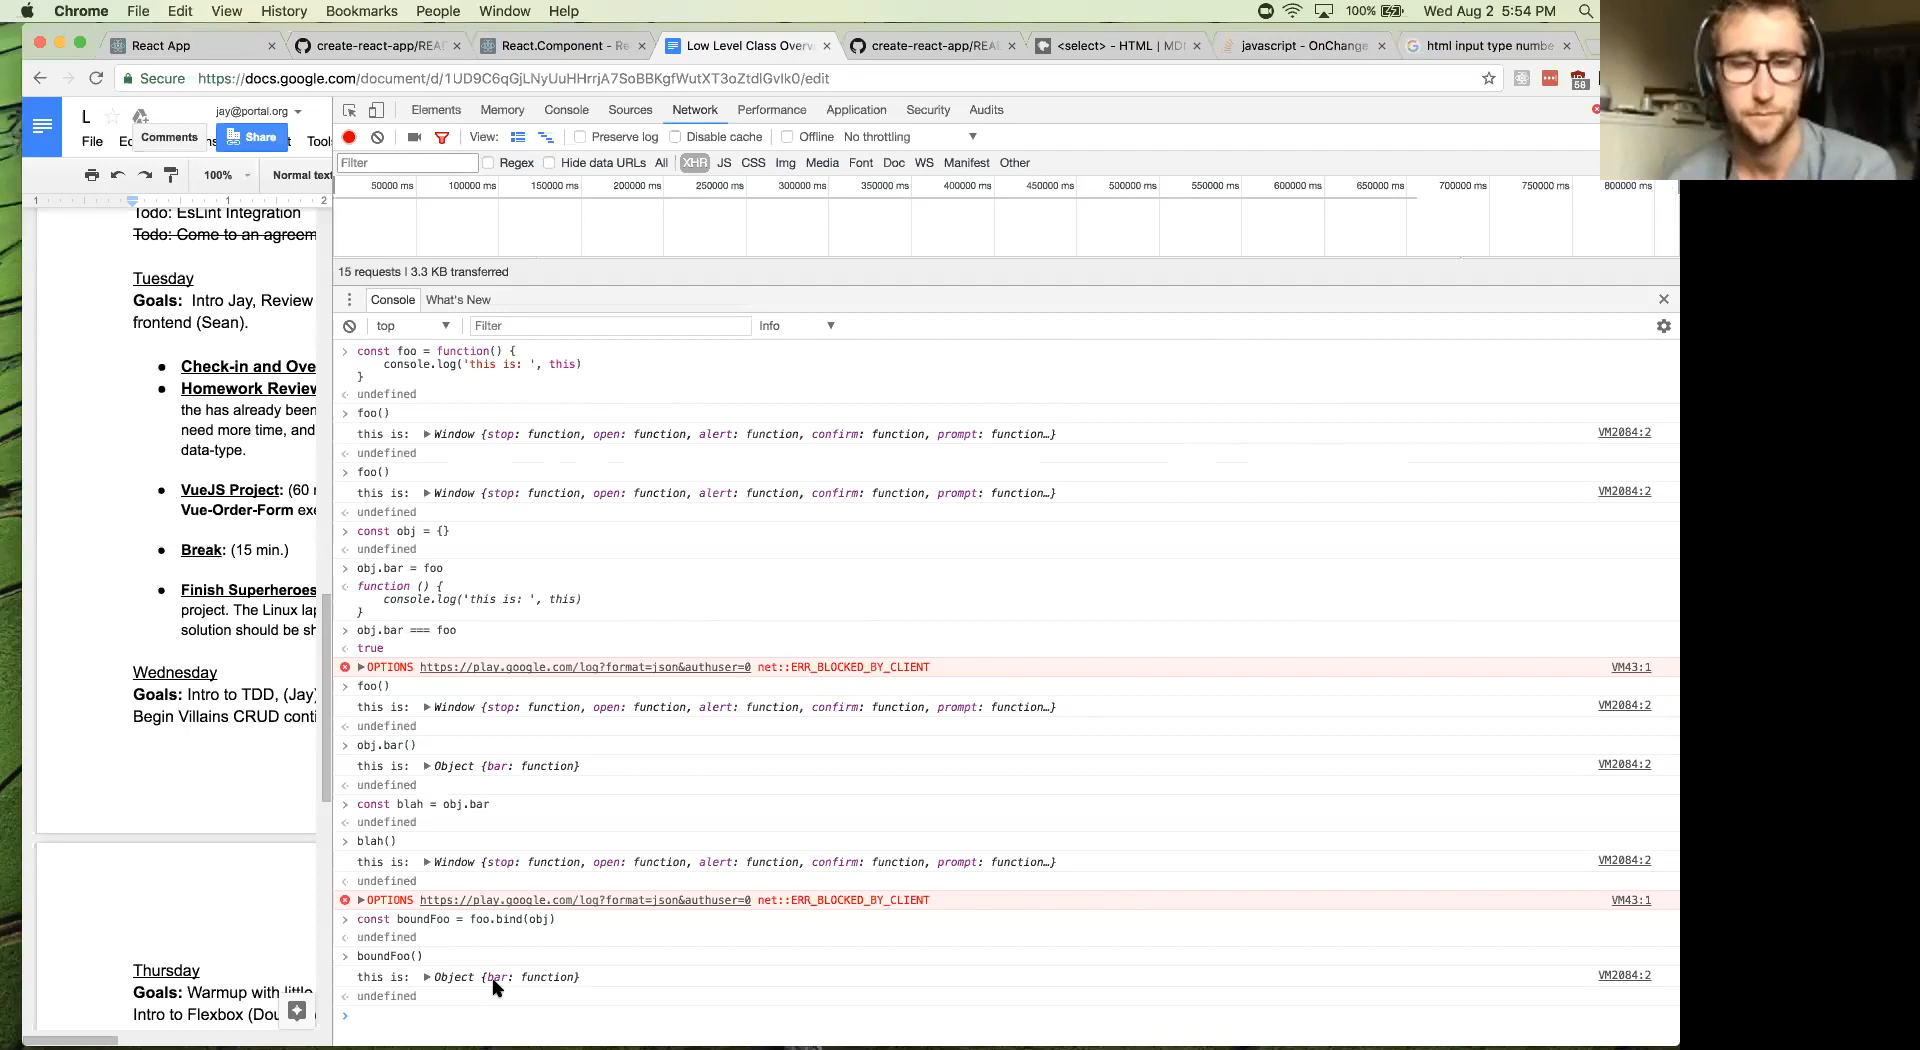 Chrome File Edit View History Bookmarks People Window Help 100% Wed Aug 2 5:54 PM
React App × create-react-app/REA × React.Component - Re × Low Level Class Overv × create-react-app/REA × <select> - HTML | MD × javascript - OnChange × html input type numbe ×
Secure https://docs.google.com/document/d/1UD9C6qGjLNyUuHHrrjA7SoBBKgfWutXT3oZtdlGvIk0/edit
58
L jay@portal.org
File Comments Share Tools
100% Normal text
1 1 2
Todo: EsLint Integration
Todo: Come to an agreem
Tuesday
Goals: Intro Jay, Review
frontend (Sean).
Check-in and Ove
Homework Review
the has already been
need more time, and
data-type.
VueJS Project: (60
Vue-Order-Form exe
Break: (15 min.)
Finish Superheroes
project. The Linux lap
solution should be sh
Wednesday
Goals: Intro to TDD, (Jay)
Begin Villains CRUD conti
Thursday
Goals: Warmup with little
Intro to Flexbox (Dou
Elements Memory Console Sources Network Performance Application Security Audits
View: Preserve log Disable cache Offline No throttling
Filter Regex Hide data URLs All XHR JS CSS Img Media Font Doc WS Manifest Other
50000 ms 100000 ms 150000 ms 200000 ms 250000 ms 300000 ms 350000 ms 400000 ms 450000 ms 500000 ms 550000 ms 600000 ms 650000 ms 700000 ms 750000 ms 800000 ms
15 requests | 3.3 KB transferred
Console What's New
top Filter Info
const foo = function() {
console.log('this is: ', this)
}
undefined
foo()
this is: Window {stop: function, open: function, alert: function, confirm: function, prompt: function…} VM2084:2
undefined
foo()
this is: Window {stop: function, open: function, alert: function, confirm: function, prompt: function…} VM2084:2
undefined
const obj = {}
undefined
obj.bar = foo
function () {
console.log('this is: ', this)
}
obj.bar === foo
true
OPTIONS https://play.google.com/log?format=json&authuser=0 net::ERR_BLOCKED_BY_CLIENT VM43:1
foo()
this is: Window {stop: function, open: function, alert: function, confirm: function, prompt: function…} VM2084:2
undefined
obj.bar()
this is: Object {bar: function} VM2084:2
undefined
const blah = obj.bar
undefined
blah()
this is: Window {stop: function, open: function, alert: function, confirm: function, prompt: function…} VM2084:2
undefined
OPTIONS https://play.google.com/log?format=json&authuser=0 net::ERR_BLOCKED_BY_CLIENT VM43:1
const boundFoo = foo.bind(obj)
undefined
boundFoo()
this is: Object {bar: function} VM2084:2
undefined